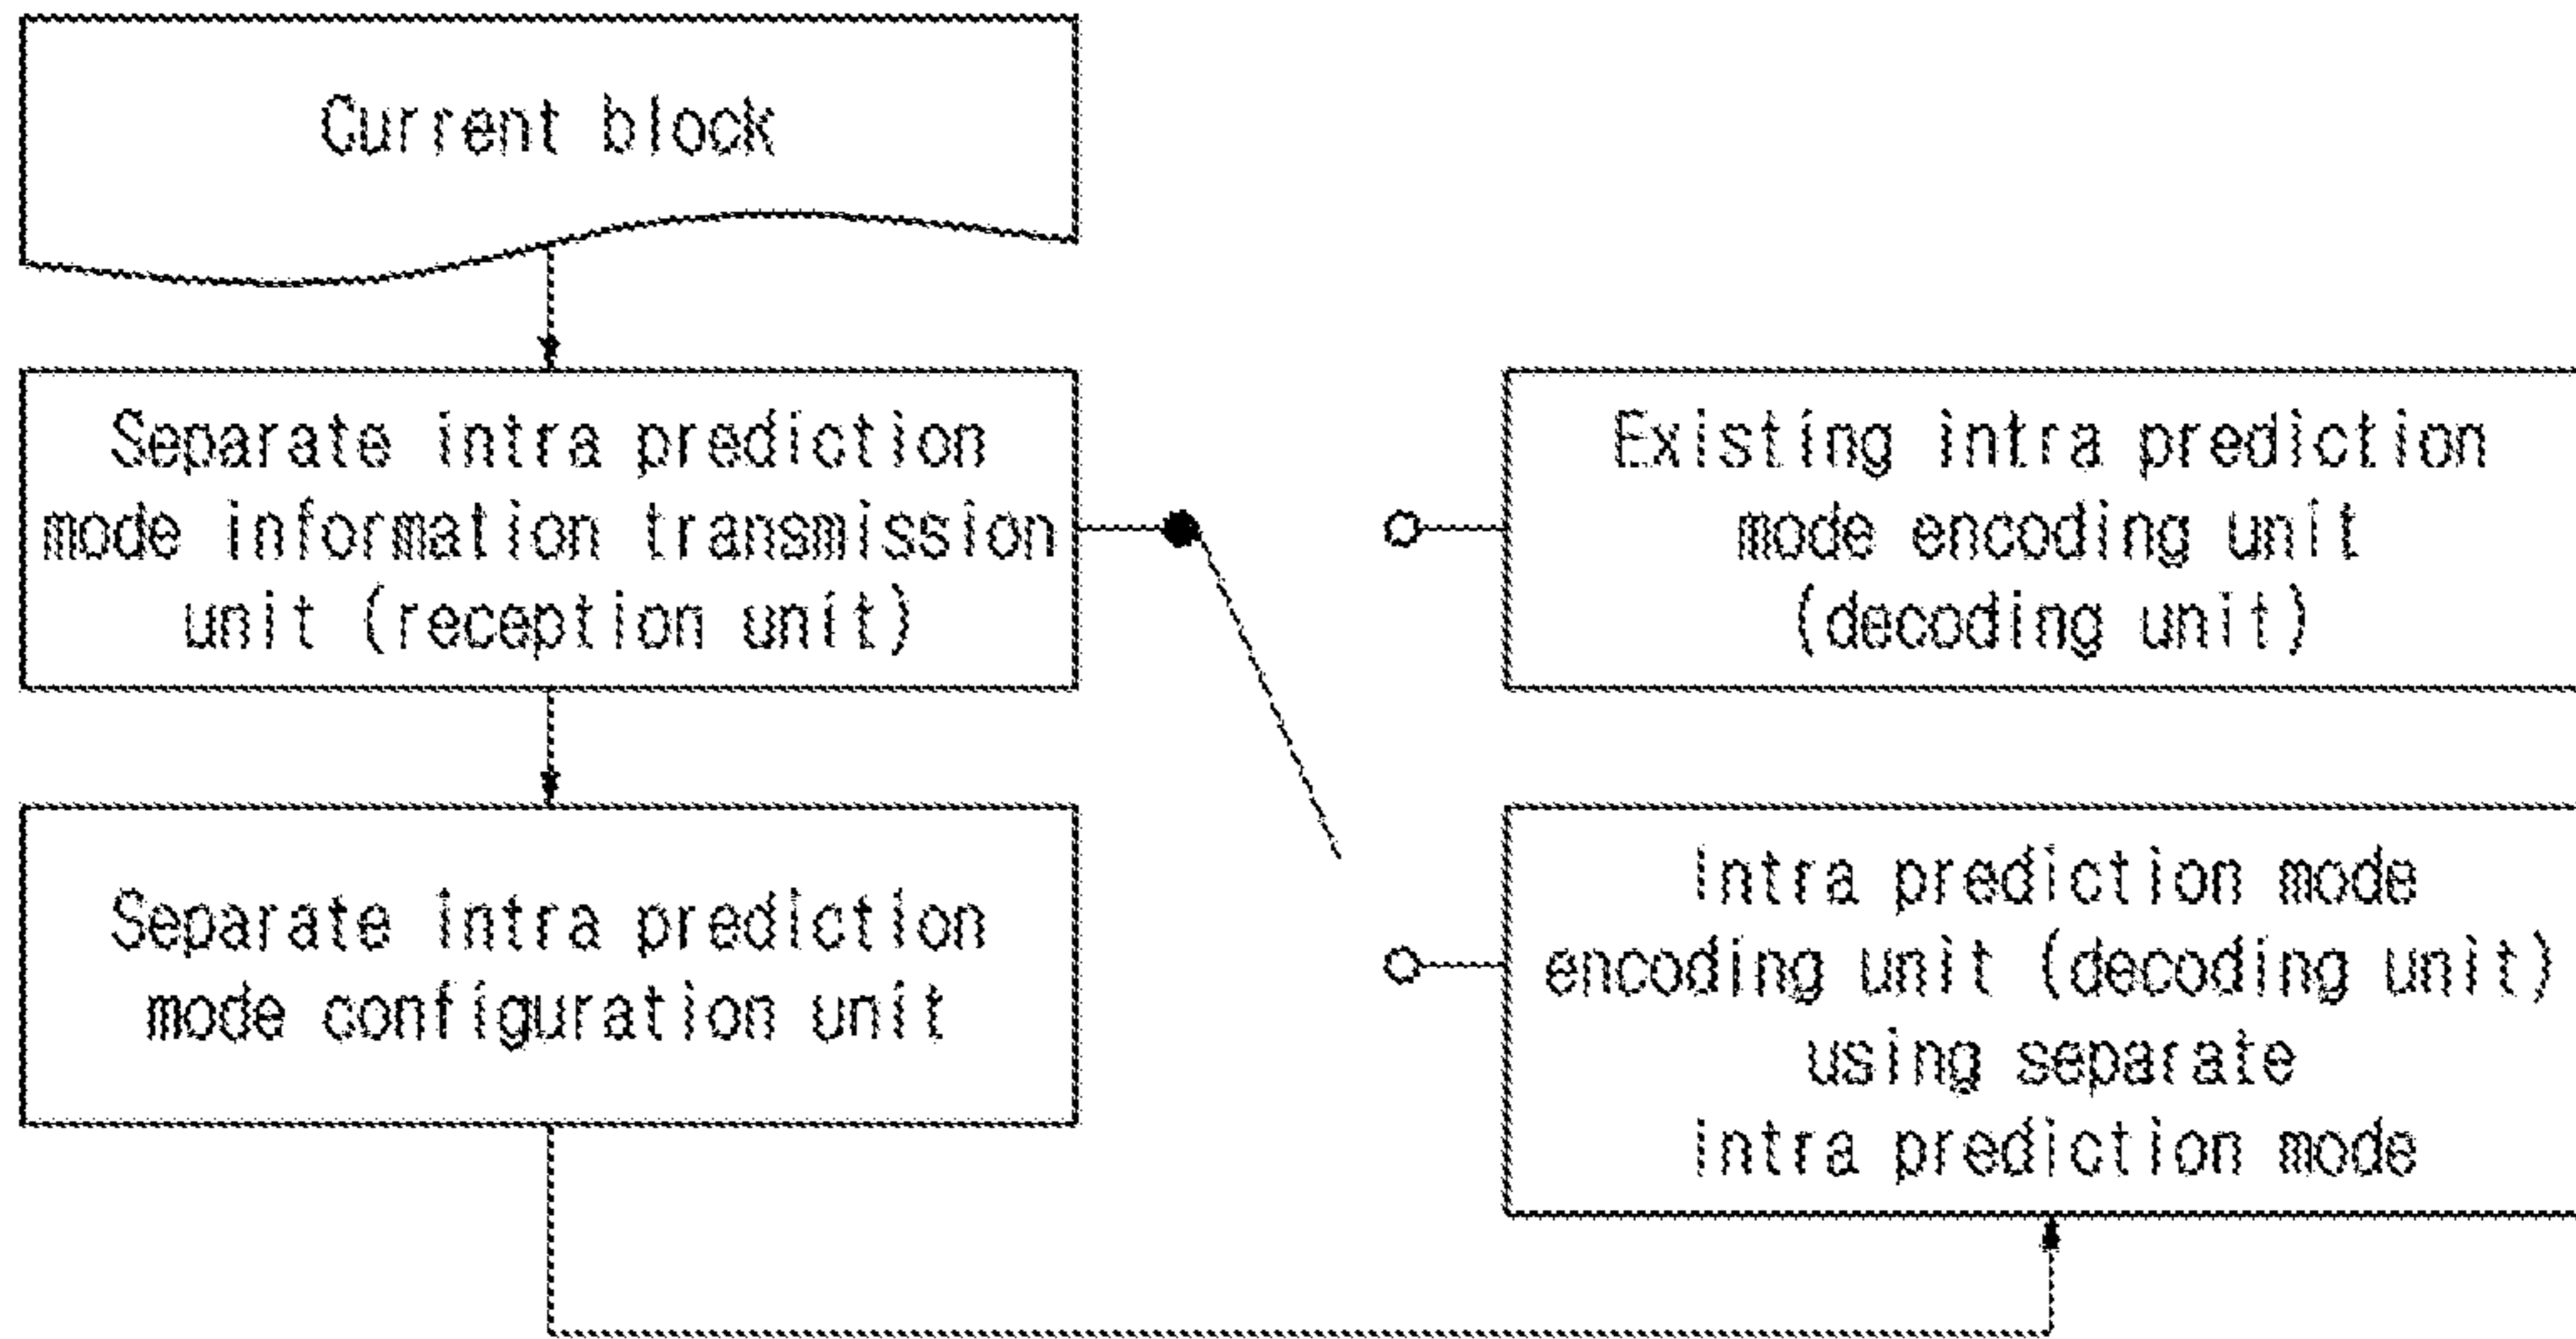 Current block
Separate intra prediction
mode information transmission
unit (reception unit)
Existing intra prediction
mode encoding unit
(decoding unit)
Separate intra prediction
mode configuration unit
intra prediction mode
encoding unit (decoding unit)
using separate
intra prediction mode